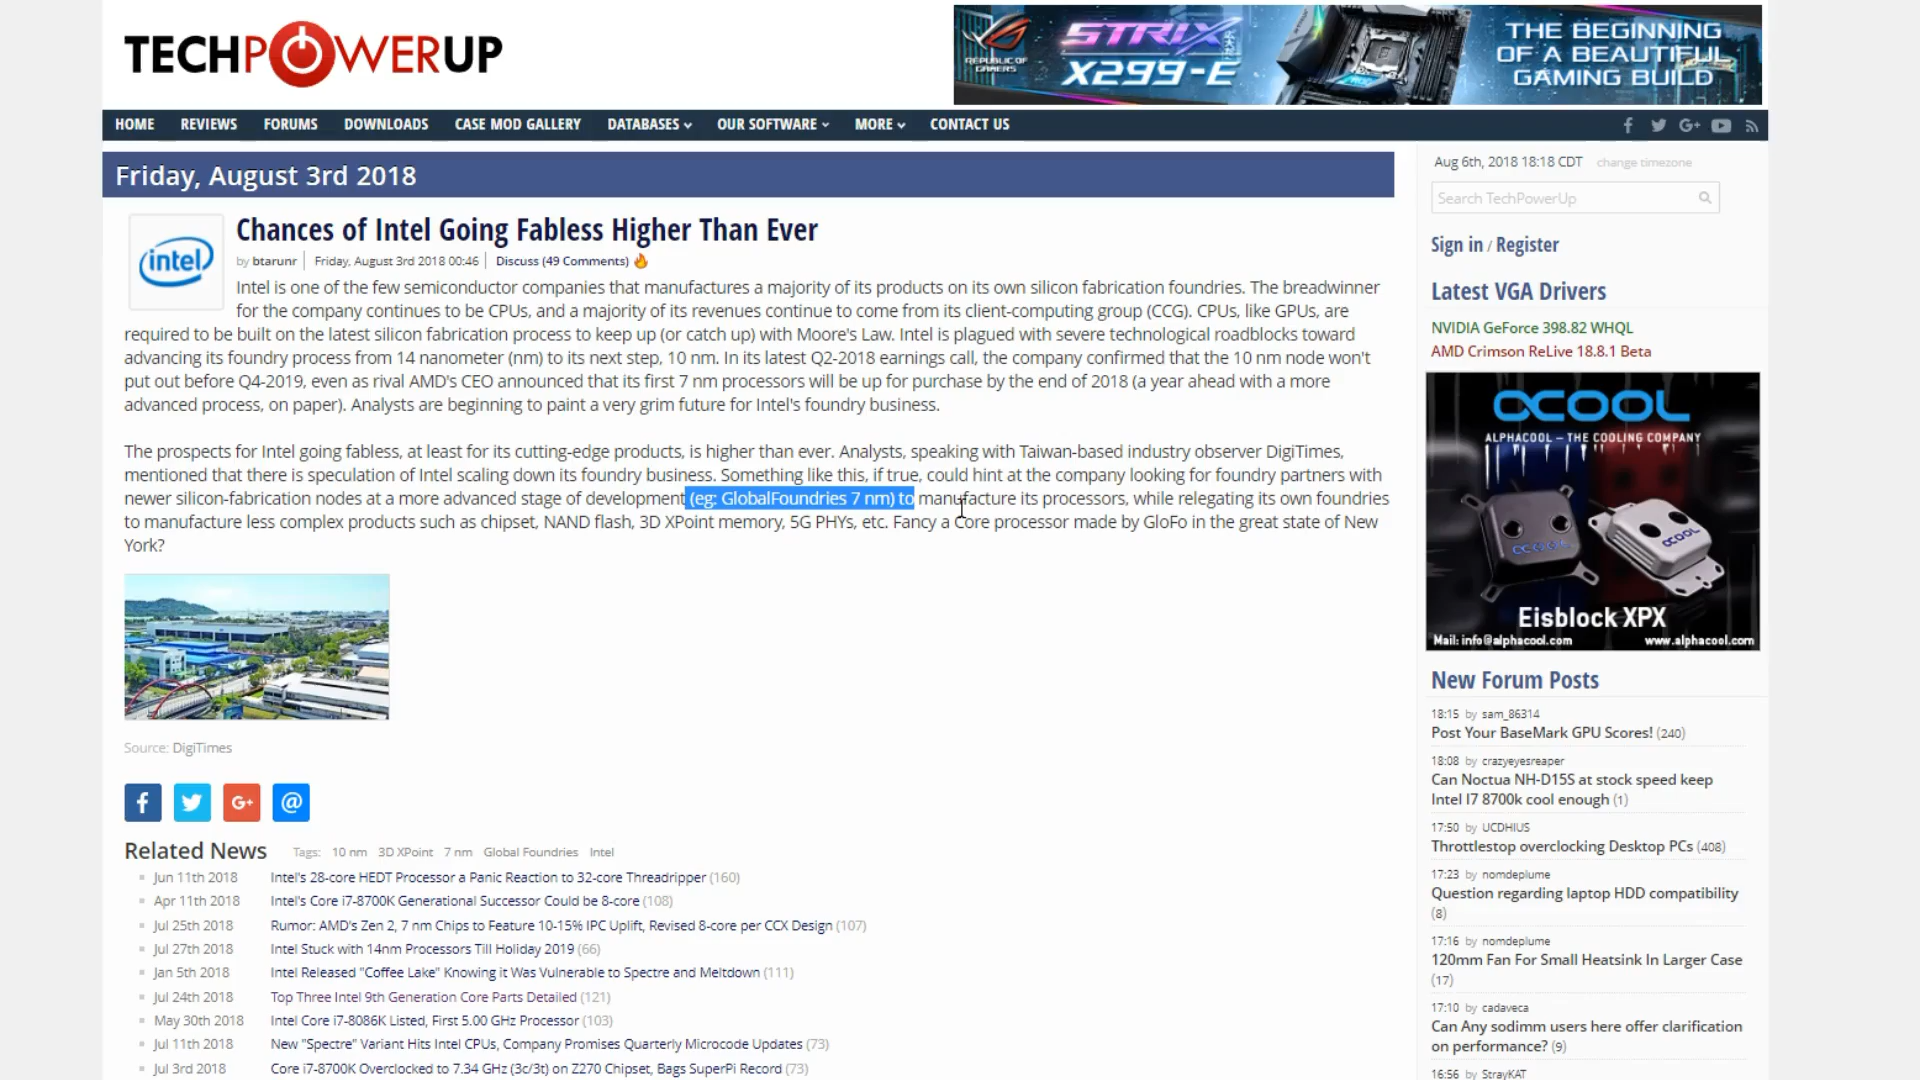 TECHPOWERUP
REPUBLIC OF
GAMERS
STRIX
X299-E
THE BEGINNING
OF A BEAUTIFUL
GAMING BUILD
HOME REVIEWS FORUMS DOWNLOADS CASE MOD GALLERY DATABASES OUR SOFTWARE MORE CONTACT US
Friday, August 3rd 2018
intel
Chances of Intel Going Fabless Higher Than Ever
by btarunr | Friday, August 3rd 2018 00:46 | Discuss (49 Comments)
Intel is one of the few semiconductor companies that manufactures a majority of its products on its own silicon fabrication foundries. The breadwinner
for the company continues to be CPUs, and a majority of its revenues continue to come from its client-computing group (CCG). CPUs, like GPUs, are
required to be built on the latest silicon fabrication process to keep up (or catch up) with Moore's Law. Intel is plagued with severe technological roadblocks toward
advancing its foundry process from 14 nanometer (nm) to its next step, 10 nm. In its latest Q2-2018 earnings call, the company confirmed that the 10 nm node won't
put out before Q4-2019, even as rival AMD's CEO announced that its first 7 nm processors will be up for purchase by the end of 2018 (a year ahead with a more
advanced process, on paper). Analysts are beginning to paint a very grim future for Intel's foundry business.
The prospects for Intel going fabless, at least for its cutting-edge products, is higher than ever. Analysts, speaking with Taiwan-based industry observer DigiTimes,
mentioned that there is speculation of Intel scaling down its foundry business. Something like this, if true, could hint at the company looking for foundry partners with
newer silicon-fabrication nodes at a more advanced stage of development (eg: GlobalFoundries 7 nm) to manufacture its processors, while relegating its own foundries
to manufacture less complex products such as chipset, NAND flash, 3D XPoint memory, 5G PHYs, etc. Fancy a Core processor made by GloFo in the great state of New
York?
Source: DigiTimes
Related News Tags: 10 nm 3D XPoint 7 nm Global Foundries Intel
Jun 11th 2018 Intel's 28-core HEDT Processor a Panic Reaction to 32-core Threadripper (160)
Apr 11th 2018 Intel's Core i7-8700K Generational Successor Could be 8-core (108)
Jul 25th 2018 Rumor: AMD's Zen 2, 7 nm Chips to Feature 10-15% IPC Uplift, Revised 8-core per CCX Design (107)
Jul 27th 2018 Intel Stuck with 14nm Processors Till Holiday 2019 (66)
Jan 5th 2018 Intel Released "Coffee Lake" Knowing it Was Vulnerable to Spectre and Meltdown (111)
Jul 24th 2018 Top Three Intel 9th Generation Core Parts Detailed (121)
May 30th 2018 Intel Core i7-8086K Listed, First 5.00 GHz Processor (103)
Jul 11th 2018 New "Spectre" Variant Hits Intel CPUs, Company Promises Quarterly Microcode Updates (73)
Jul 3rd 2018 Core i7-8700K Overclocked to 7.34 GHz (3c/3t) on Z270 Chipset, Bags SuperPi Record (73)
Aug 6th, 2018 18:18 CDT change timezone
Search TechPowerUp
Sign in / Register
Latest VGA Drivers
NVIDIA GeForce 398.82 WHQL
AMD Crimson ReLive 18.8.1 Beta
ALPHACOOL – THE COOLING COMPANY
Eisblock XPX
Mail: info@alphacool.com www.alphacool.com
New Forum Posts
18:15 by sam_86314
Post Your BaseMark GPU Scores! (240)
18:08 by crazyeyesreaper
Can Noctua NH-D15S at stock speed keep
Intel I7 8700k cool enough (1)
17:50 by UCDHIUS
Throttlestop overclocking Desktop PCs (408)
17:23 by nomdeplume
Question regarding laptop HDD compatibility
(8)
17:16 by nomdeplume
120mm Fan For Small Heatsink In Larger Case
(17)
17:10 by cadaveca
Can Any sodimm users here offer clarification
on performance? (9)
16:56 by StrayKAT